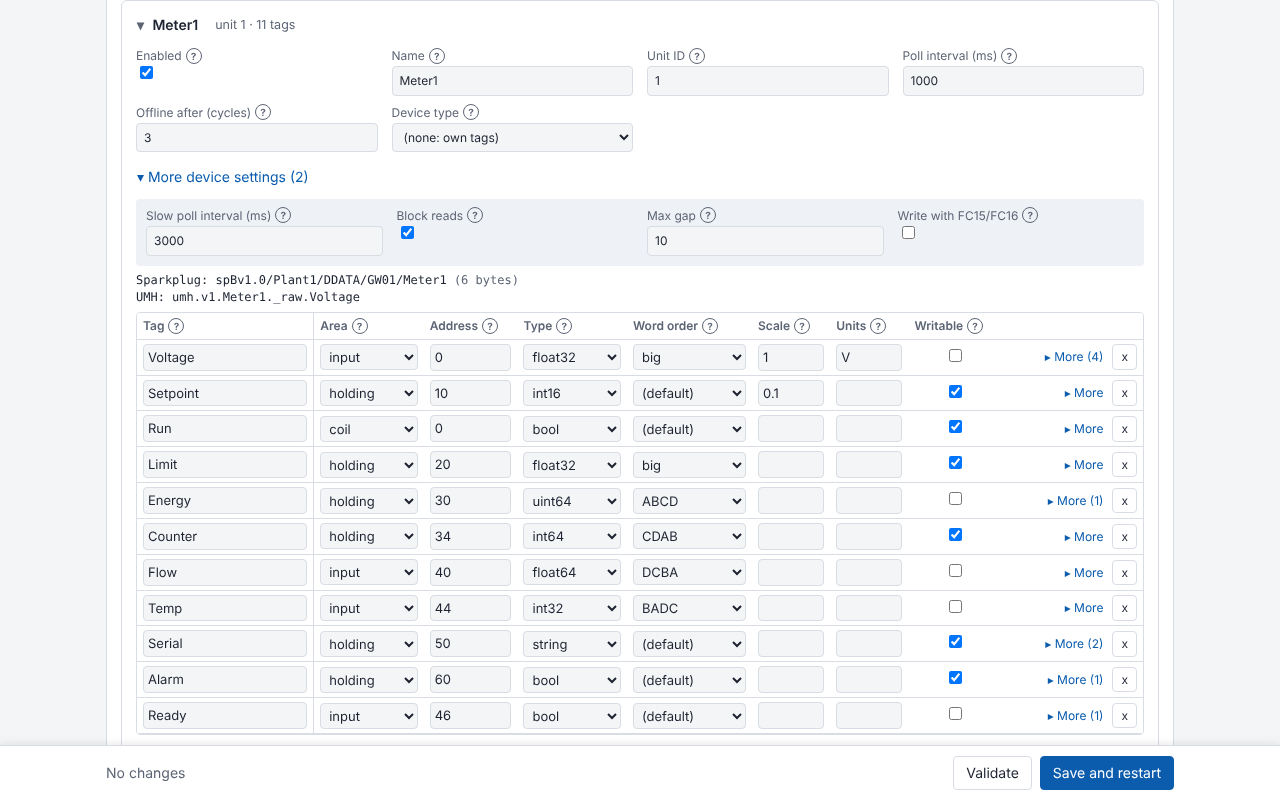 ▾ Meter1 unit 1 · 11 tags
Enabled ? Name ? Unit ID ? Poll interval (ms) ?
Meter1 1 1000
Offline after (cycles) ? Device type ?
3 (none: own tags)
▾ More device settings (2)
Slow poll interval (ms) ? Block reads ? Max gap ? Write with FC15/FC16 ?
3000 10
Sparkplug: spBv1.0/Plant1/DDATA/GW01/Meter1 (6 bytes)
UMH: umh.v1.Meter1._raw.Voltage
Tag ? Area ? Address ? Type ? Word order ? Scale ? Units ? Writable ?
Voltage input 0 float32 big 1 V ▸ More (4) x
Setpoint holding 10 int16 (default) 0.1 ▸ More x
Run coil 0 bool (default) ▸ More x
Limit holding 20 float32 big ▸ More x
Energy holding 30 uint64 ABCD ▸ More (1) x
Counter holding 34 int64 CDAB ▸ More x
Flow input 40 float64 DCBA ▸ More x
Temp input 44 int32 BADC ▸ More x
Serial holding 50 string (default) ▸ More (2) x
Alarm holding 60 bool (default) ▸ More (1) x
Ready input 46 bool (default) ▸ More (1) x
No changes Validate Save and restart